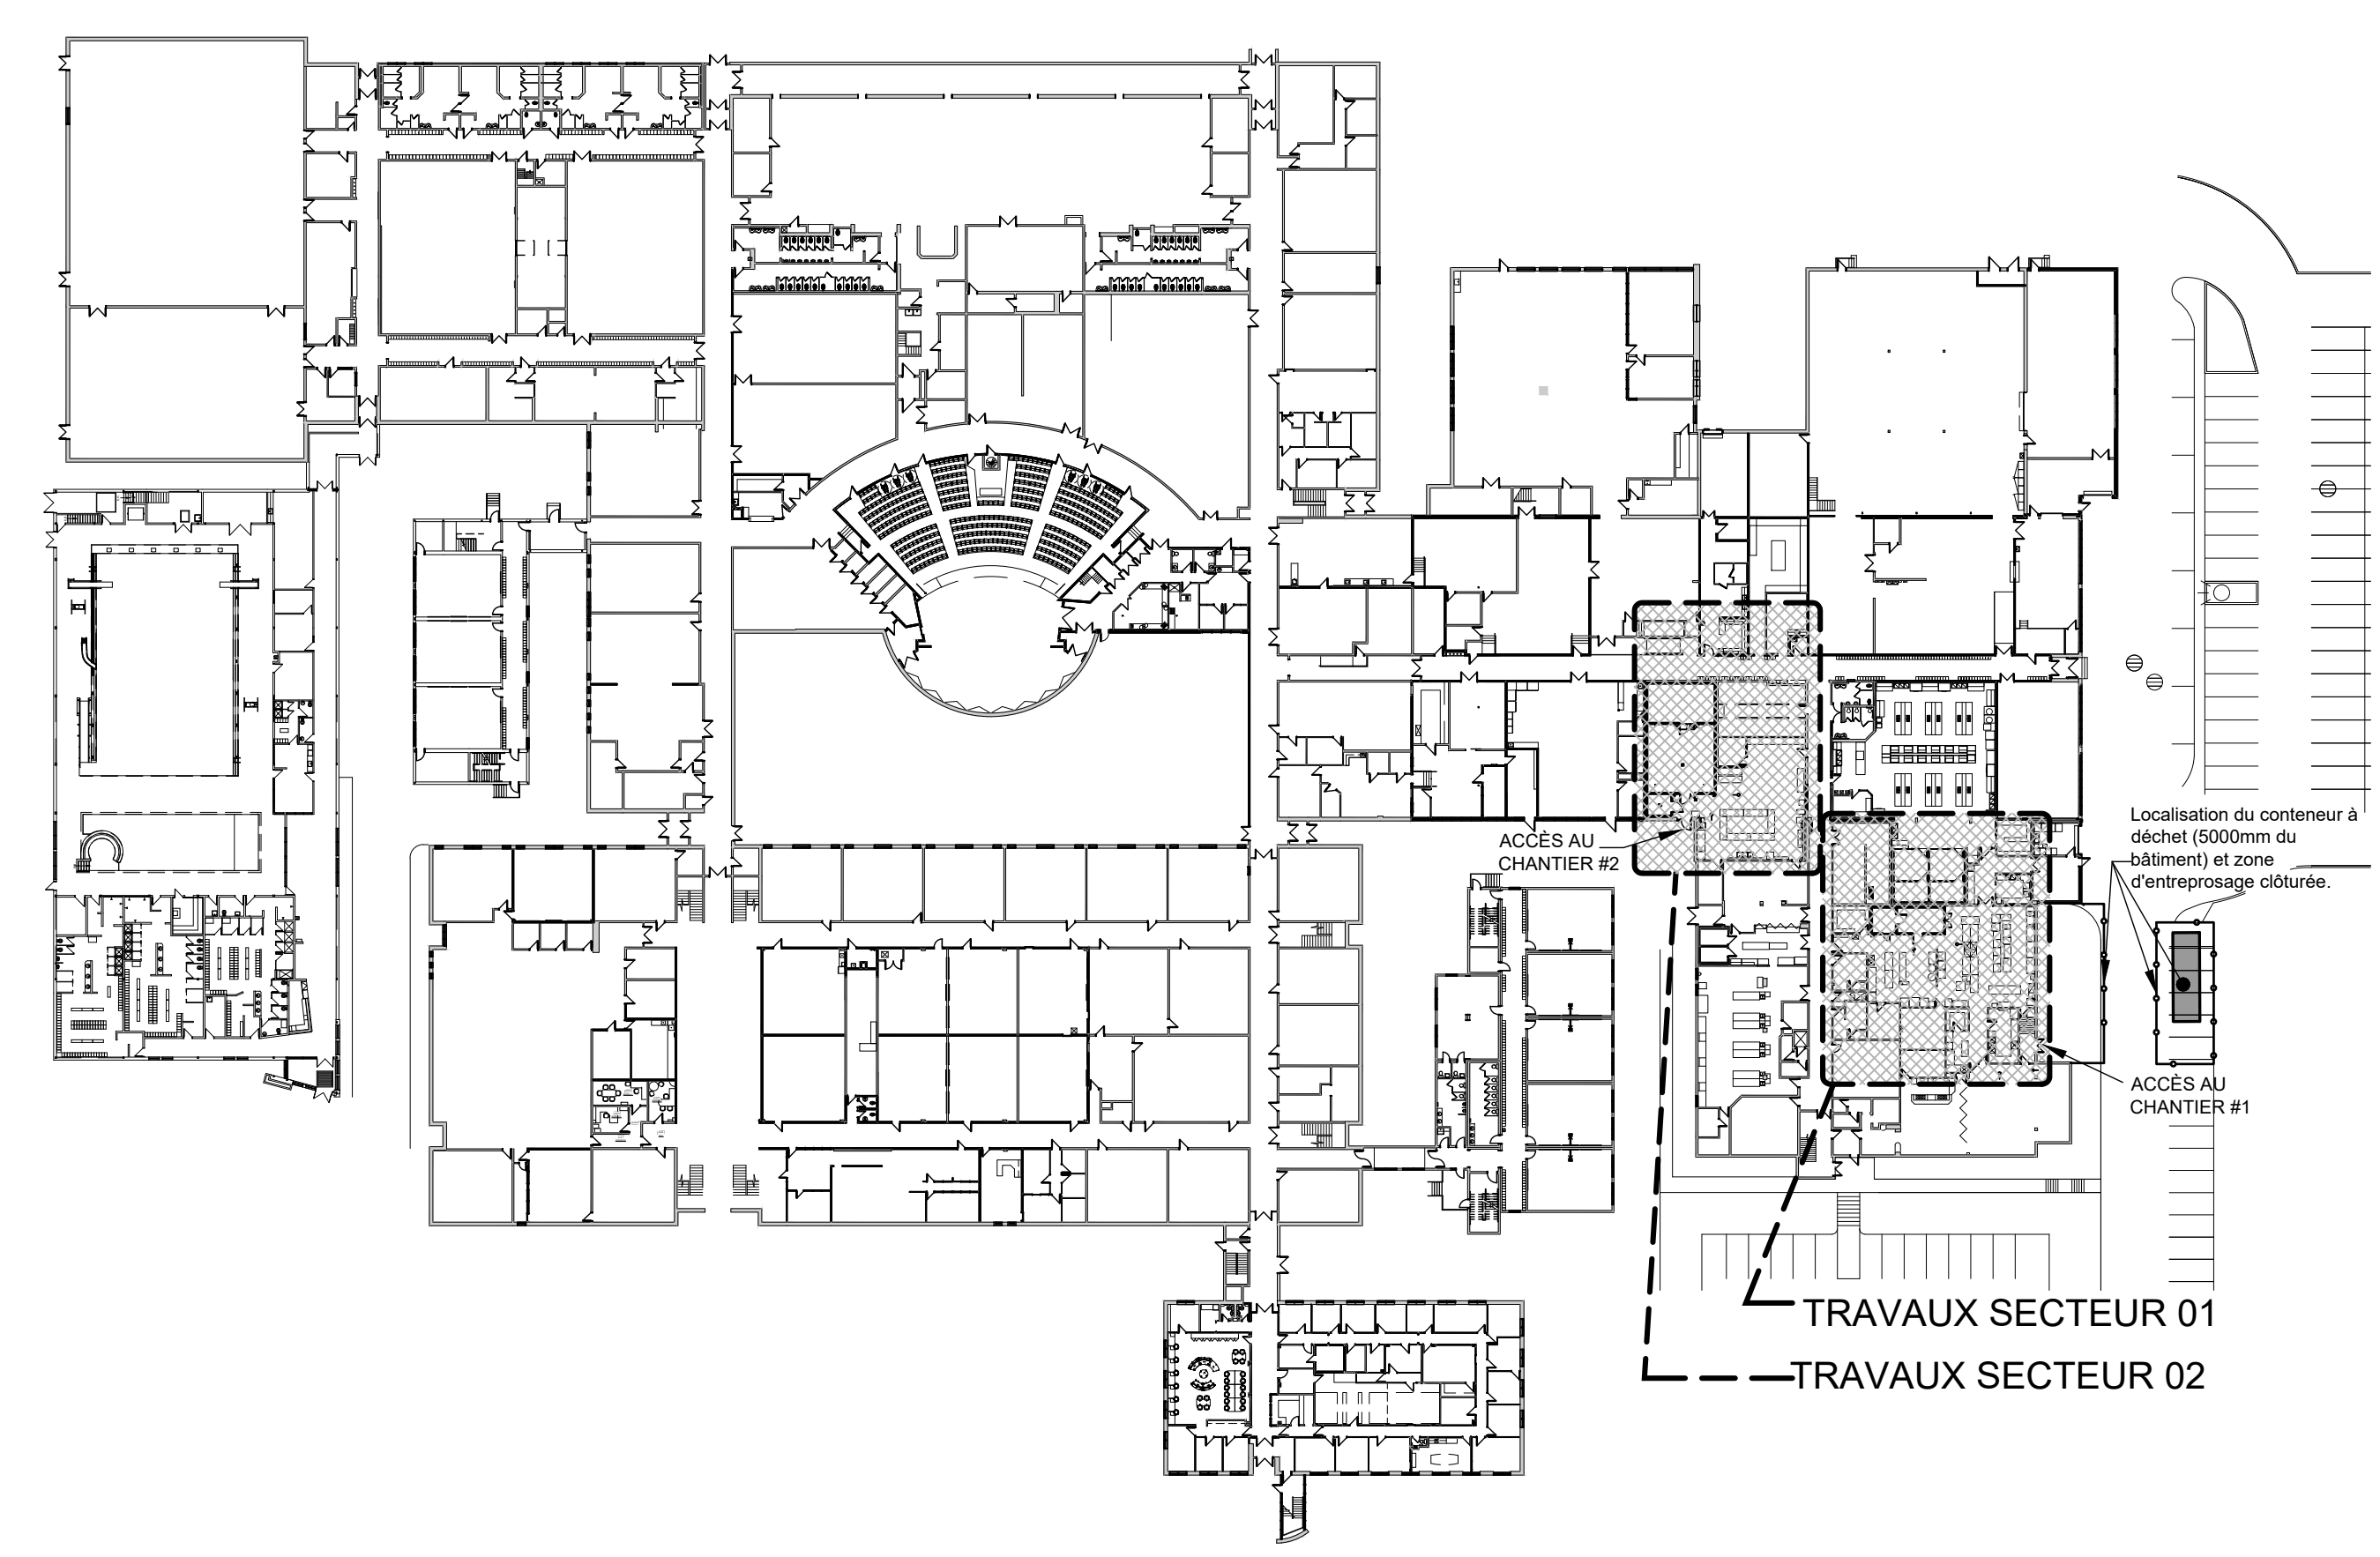 Localisation du conteneur à
déchet (5000mm du
bâtiment) et zone
d'entreprosage clôturée.
ACCÈS AU
CHANTIER #2
ACCÈS AU
CHANTIER #1
TRAVAUX SECTEUR 01
TRAVAUX SECTEUR 02